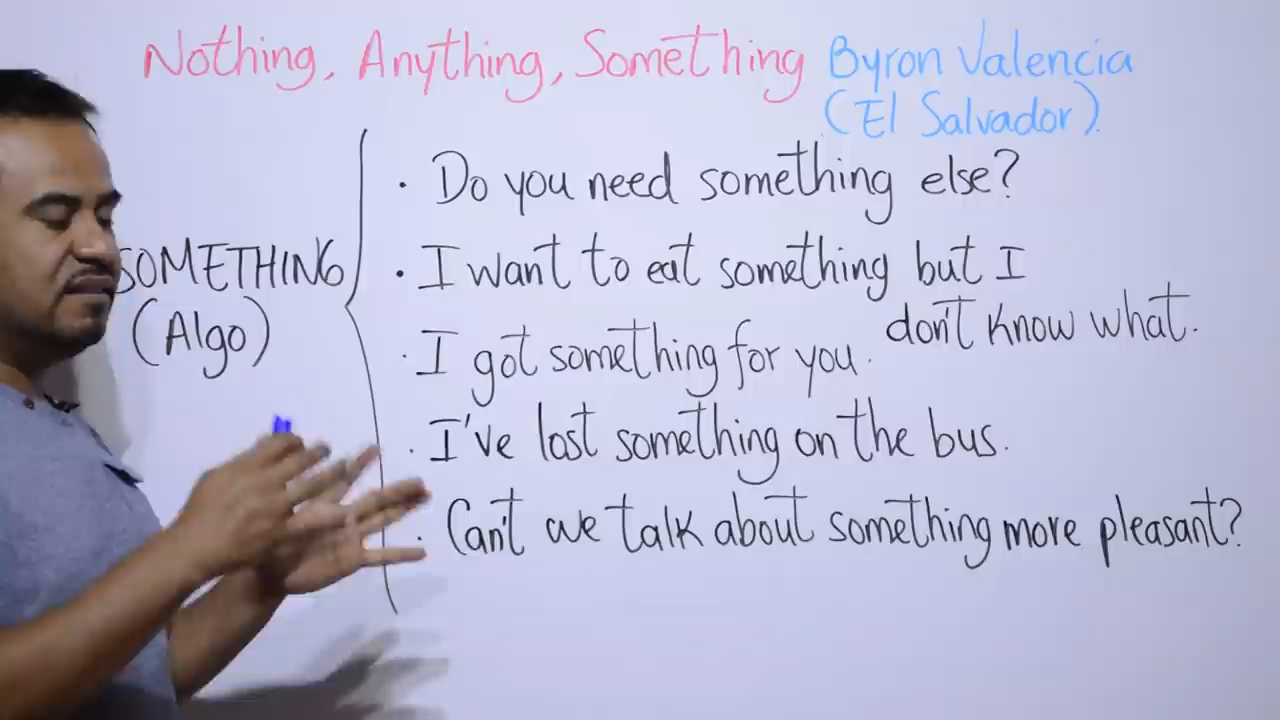 Nothing, Anything, Something Byron Valencia
(El Salvador).
SOMETHING
(Algo)
· Do you need something else?
· I want to eat something but I
don't know what.
· I got something for you.
· I've lost something on the bus.
· Can't we talk about something more pleasant?